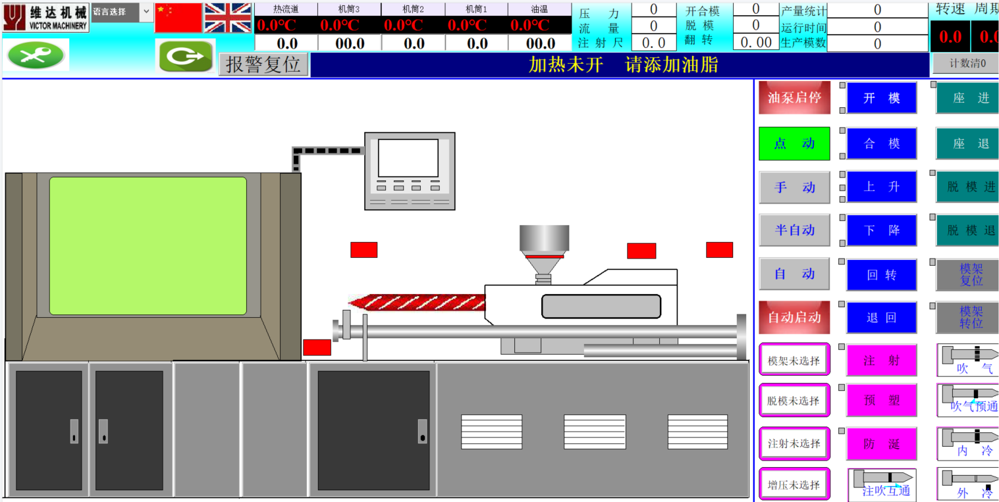 维达机械
VICTOR MACHINERY
语言选择
热流道 机筒3 机筒2 机筒1 油温
0.0℃ 0.0℃ 0.0℃ 0.0℃ 0.0℃
0.0 00.0 0.0 0.0 00.0
压 力 0
流 量 0
注 射 尺 0.0
开合模 0
脱 模 0
翻 转 0.00
产量统计 0
运行时间 0
生产模数 0
转速 周期
0.0 0.0
报警复位
加热未开 请添加油脂
计数清0
油泵启停 开 模 座 进
点 动 合 模 座 退
手 动 上 升 脱 模 进
半自动 下 降 脱 模 退
自 动 回 转 模架
复位
自动启动 退 回 模架
转位
模架未选择 注 射 吹 气
脱模未选择 预 塑 吹气预通
注射未选择 防 涎 内 冷
增压未选择 注吹互通 外 冷